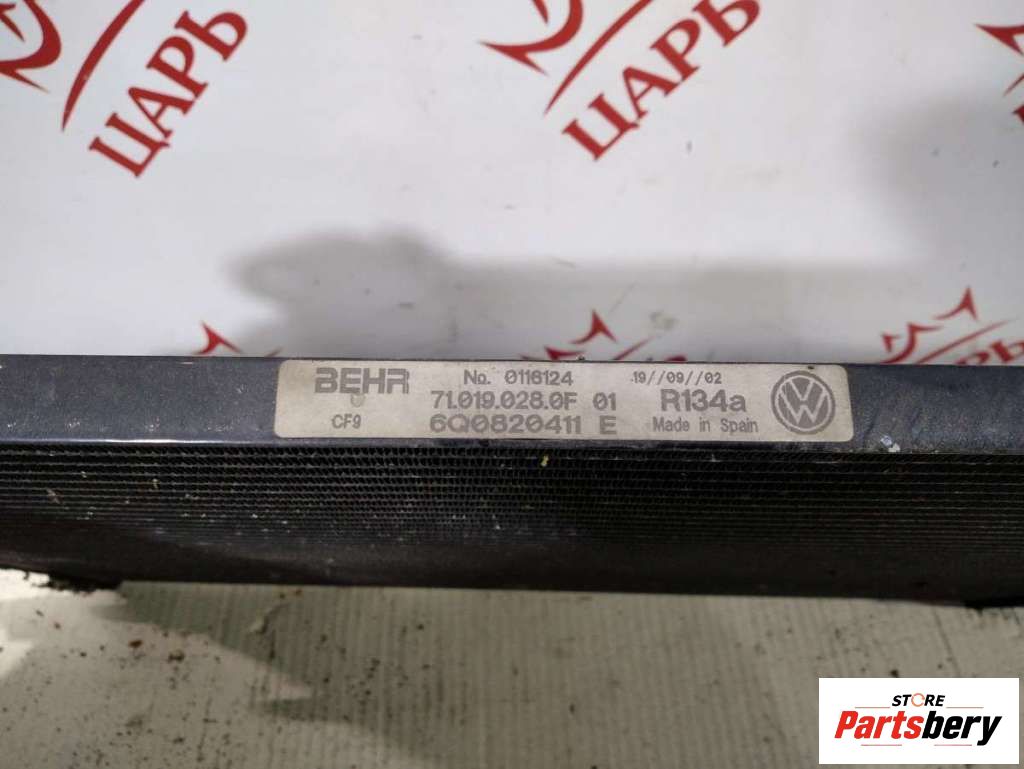 ЦАРЬ
ЦАРЬ
BEHR No. 0116124 19//09//02
71.019.028.0F 01 R134a
CF9 6Q0820411 E Made in Spain
STORE
Partsbery